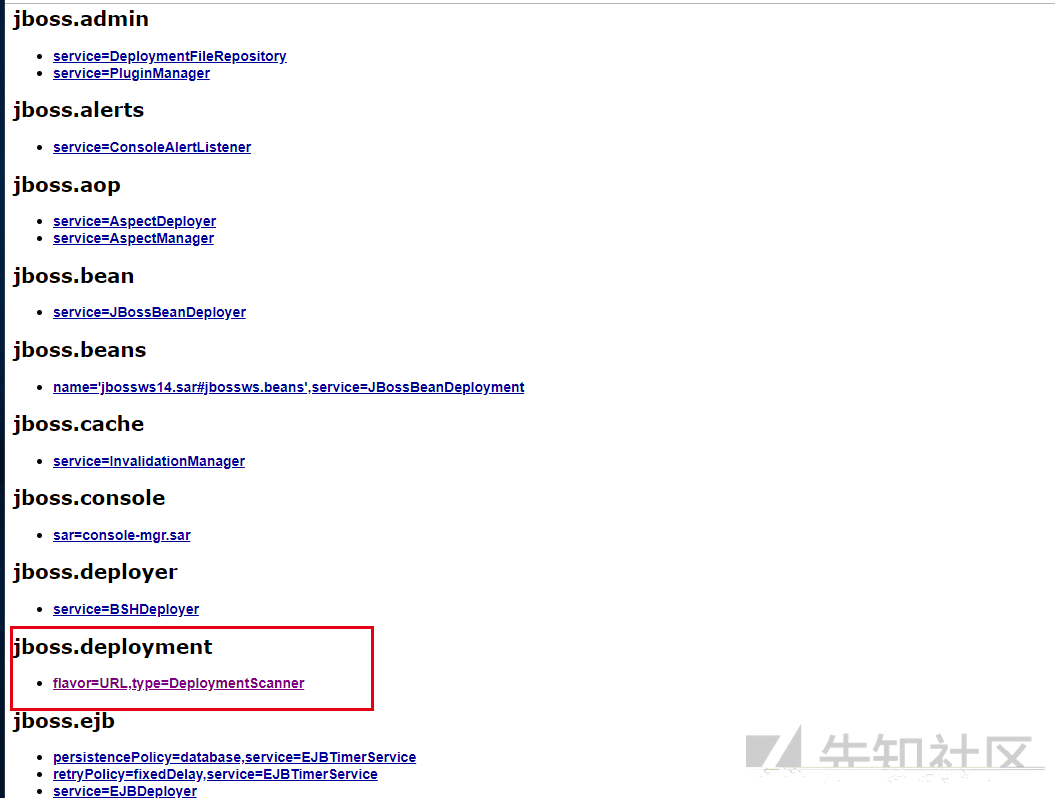 jboss.admin
service=DeploymentFileRepository
service=PluginManager
jboss.alerts
service=ConsoleAlertListener
jboss.aop
service=AspectDeployer
service=AspectManager
jboss.bean
service=JBossBeanDeployer
jboss.beans
name='jbossws14.sar#jbossws.beans',service=JBossBeanDeployment
jboss.cache
service=InvalidationManager
jboss.console
sar=console-mgr.sar
jboss.deployer
service=BSHDeployer
jboss.deployment
flavor=URL,type=DeploymentScanner
jboss.ejb
persistencePolicy=database,service=EJBTimerService
retryPolicy=fixedDelay,service=EJBTimerService
service=EJBDeployer
先知社区